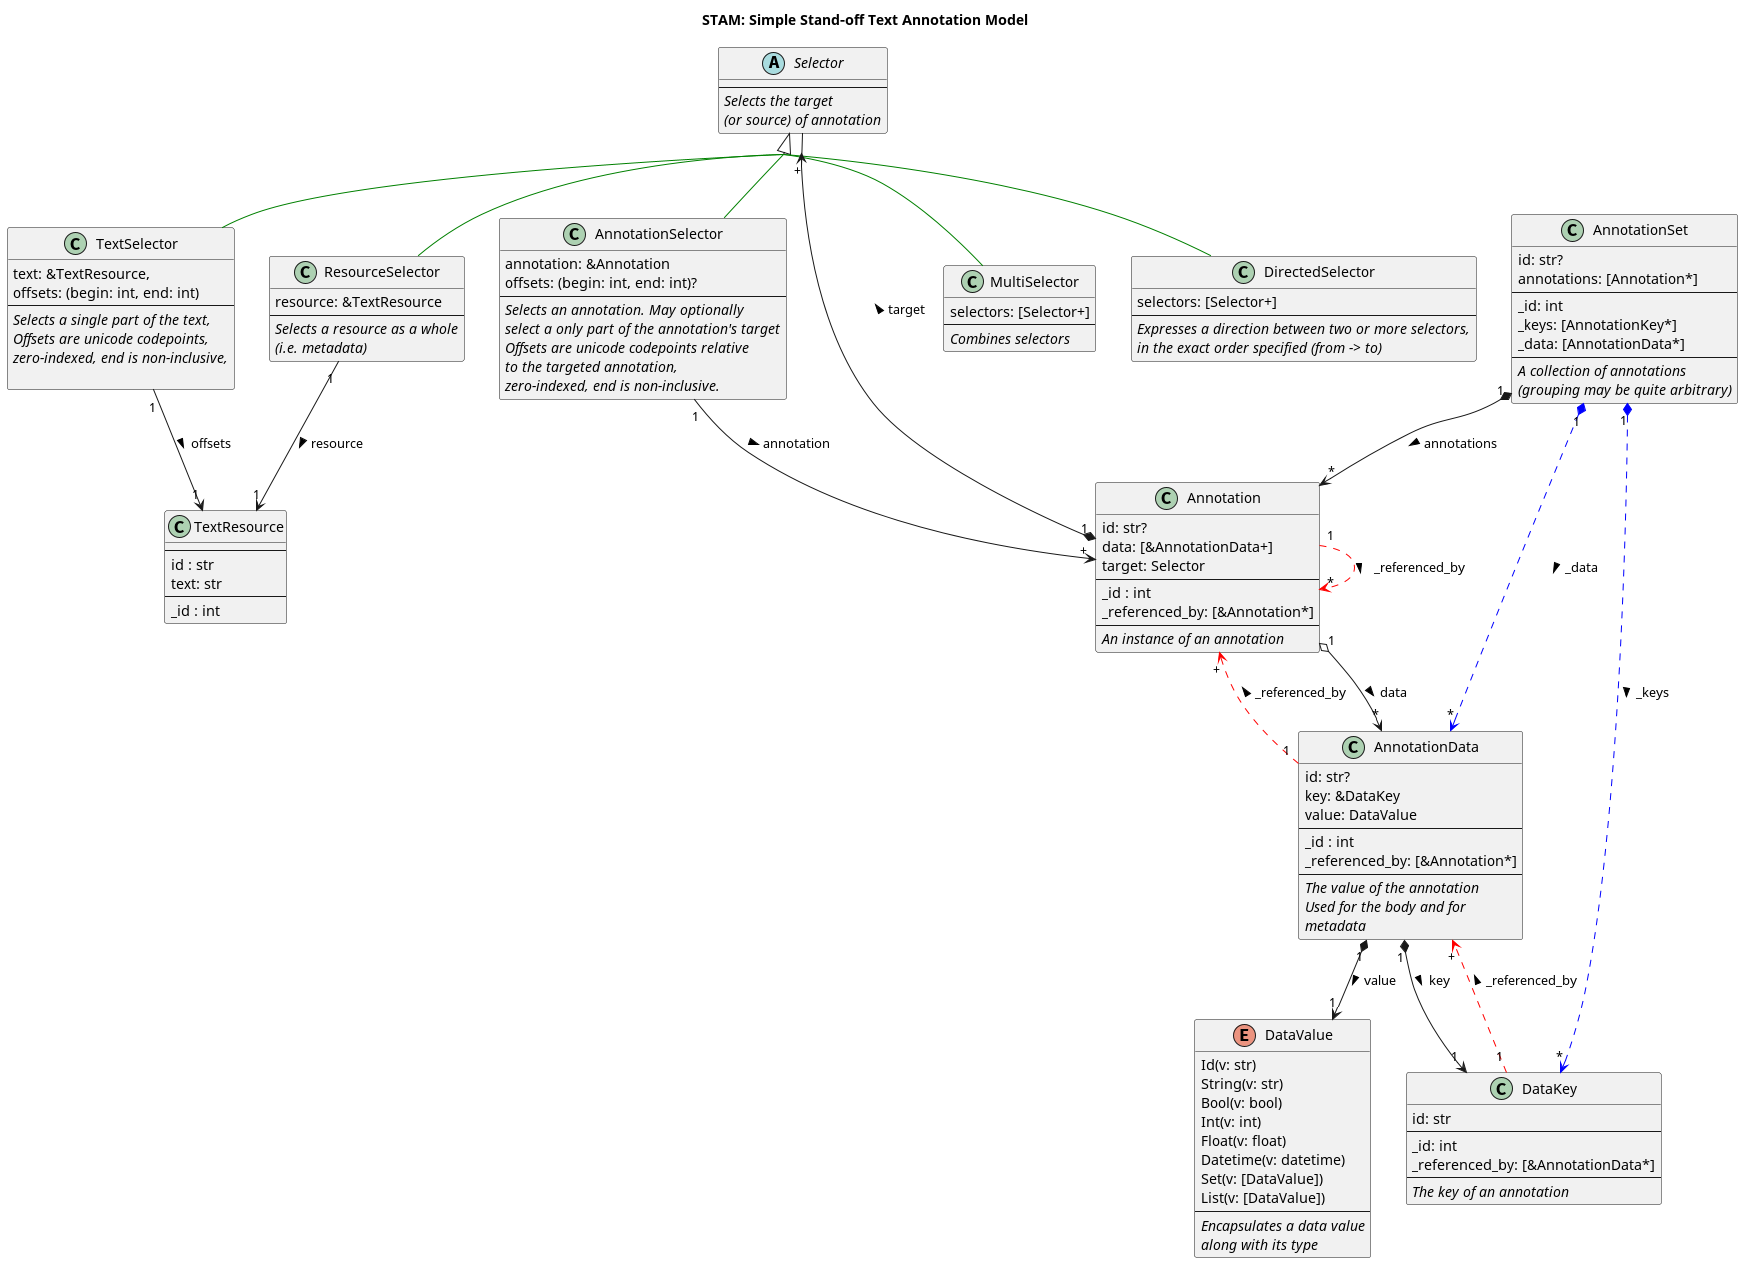 STAM: Simple Stand-off Text Annotation Model
A Selector
Selects the target
(or source) of annotation
+
C TextSelector
text: &TextResource,
offsets: (begin: int, end: int)
Selects a single part of the text,
Offsets are unicode codepoints,
zero-indexed, end is non-inclusive,
C ResourceSelector
resource: &TextResource
Selects a resource as a whole
(i.e. metadata)
C AnnotationSelector
annotation: &Annotation
offsets: (begin: int, end: int)?
Selects an annotation. May optionally
select a only part of the annotation's target
Offsets are unicode codepoints relative
to the targeted annotation,
zero-indexed, end is non-inclusive.
target
C MultiSelector
selectors: [Selector+]
Combines selectors
C DirectedSelector
selectors: [Selector+]
Expresses a direction between two or more selectors,
in the exact order specified (from -> to)
C AnnotationSet
id: str?
annotations: [Annotation*]
_id: int
_keys: [AnnotationKey*]
_data: [AnnotationData*]
A collection of annotations
(grouping may be quite arbitrary)
1
offsets
1
1
resource
1
1
annotation
+
1
annotations
*
1
1
C TextResource
id : str
text: str
_id : int
1
C Annotation
id: str?
data: [&AnnotationData+]
target: Selector
_id : int
_referenced_by: [&Annotation*]
An instance of an annotation
1
_referenced_by
*
_data
*
_keys
*
+
_referenced_by
1
1
data
*
C AnnotationData
id: str?
key: &DataKey
value: DataValue
_id : int
_referenced_by: [&Annotation*]
The value of the annotation
Used for the body and for
metadata
1
value
1
1
key
1
+
_referenced_by
1
E DataValue
Id(v: str)
String(v: str)
Bool(v: bool)
Int(v: int)
Float(v: float)
Datetime(v: datetime)
Set(v: [DataValue])
List(v: [DataValue])
Encapsulates a data value
along with its type
C DataKey
id: str
_id: int
_referenced_by: [&AnnotationData*]
The key of an annotation